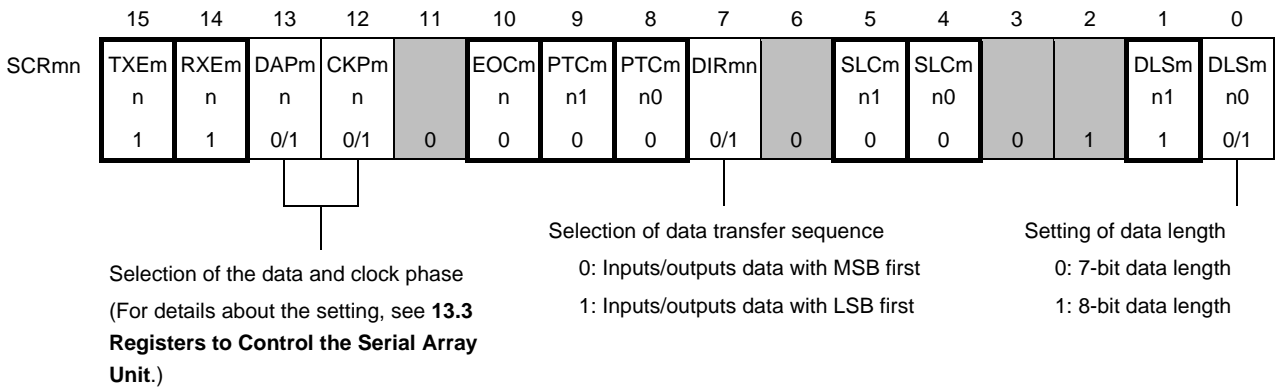 15 14 13 12 11 10 9 8 7 6 5 4 3 2 1 0
SCRmn TXEm RXEm DAPm CKPm EOCm PTCm PTCm DIRmn SLCm SLCm DLSm DLSm
n n n n n n1 n0 n1 n0 n1 n0
1 1 0/1 0/1 0 0 0 0 0/1 0 0 0 0 1 1 0/1
Selection of the data and clock phase
(For details about the setting, see 13.3
Registers to Control the Serial Array
Unit.)
Selection of data transfer sequence
0: Inputs/outputs data with MSB first
1: Inputs/outputs data with LSB first
Setting of data length
0: 7-bit data length
1: 8-bit data length